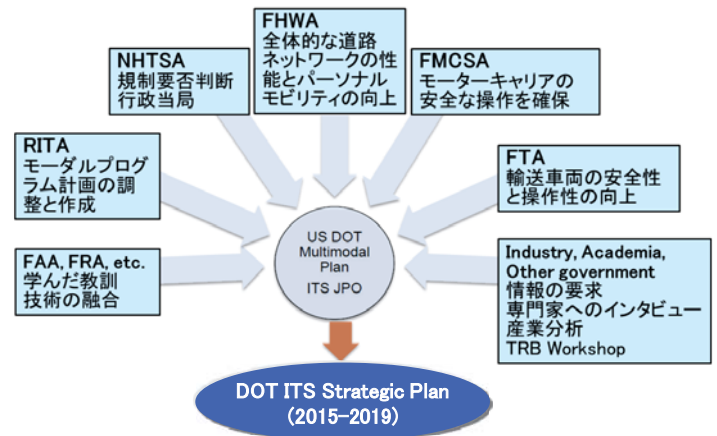 FHWA
全体的な道路
ネットワークの性
能とパーソナル
モビリティの向上
NHTSA
規制要否判断
行政当局
FMCSA
モーターキャリアの
安全な操作を確保
RITA
モーダルプログ
ラム計画の調
整と作成
FTA
輸送車両の安全性
と操作性の向上
FAA, FRA, etc.
学んだ教訓
技術の融合
US DOT
Multimodal
Plan
ITS JPO
Industry, Academia,
Other government
情報の要求
専門家へのインタビュー
産業分析
TRB Workshop
DOT ITS Strategic Plan
(2015-2019)